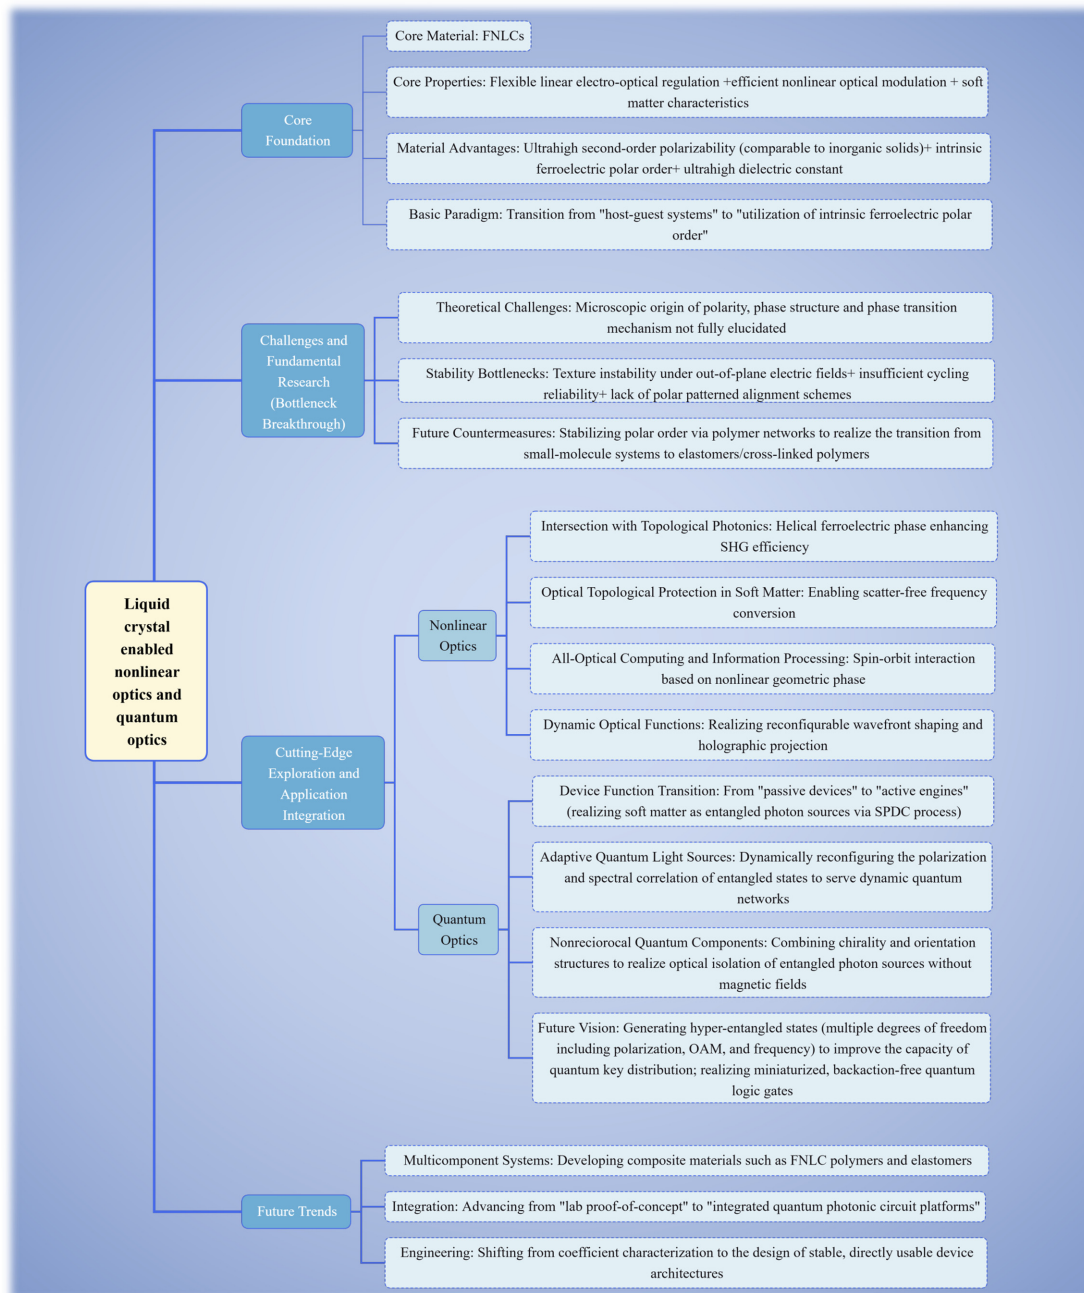 Liquid
crystal
enabled
nonlinear
optics and
quantum
optics
Core
Foundation
Core Material: FNLCs
Core Properties: Flexible linear electro-optical regulation +efficient nonlinear optical modulation + soft
matter characteristics
Material Advantages: Ultrahigh second-order polarizability (comparable to inorganic solids)+ intrinsic
ferroelectric polar order+ ultrahigh dielectric constant
Basic Paradigm: Transition from "host-guest systems" to "utilization of intrinsic ferroelectric polar
order"
Challenges and
Fundamental
Research
(Bottleneck
Breakthrough)
Theoretical Challenges: Microscopic origin of polarity, phase structure and phase transition
mechanism not fully elucidated
Stability Bottlenecks: Texture instability under out-of-plane electric fields+ insufficient cycling
reliability+ lack of polar patterned alignment schemes
Future Countermeasures: Stabilizing polar order via polymer networks to realize the transition from
small-molecule systems to elastomers/cross-linked polymers
Cutting-Edge
Exploration and
Application
Integration
Nonlinear
Optics
Intersection with Topological Photonics: Helical ferroelectric phase enhancing
SHG efficiency
Optical Topological Protection in Soft Matter: Enabling scatter-free frequency
conversion
All-Optical Computing and Information Processing: Spin-orbit interaction
based on nonlinear geometric phase
Dynamic Optical Functions: Realizing reconfiqurable wavefront shaping and
holographic projection
Quantum
Optics
Device Function Transition: From "passive devices" to "active engines"
(realizing soft matter as entangled photon sources via SPDC process)
Adaptive Quantum Light Sources: Dynamically reconfiguring the polarization
and spectral correlation of entangled states to serve dynamic quantum
networks
Nonreciorocal Quantum Components: Combining chirality and orientation
structures to realize optical isolation of entangled photon sources without
magnetic fields
Future Vision: Generating hyper-entangled states (multiple degrees of freedom
including polarization, OAM, and frequency) to improve the capacity of
quantum key distribution; realizing miniaturized, backaction-free quantum
logic gates
Future Trends
Multicomponent Systems: Developing composite materials such as FNLC polymers and elastomers
Integration: Advancing from "lab proof-of-concept" to "integrated quantum photonic circuit platforms"
Engineering: Shifting from coefficient characterization to the design of stable, directly usable device
architectures